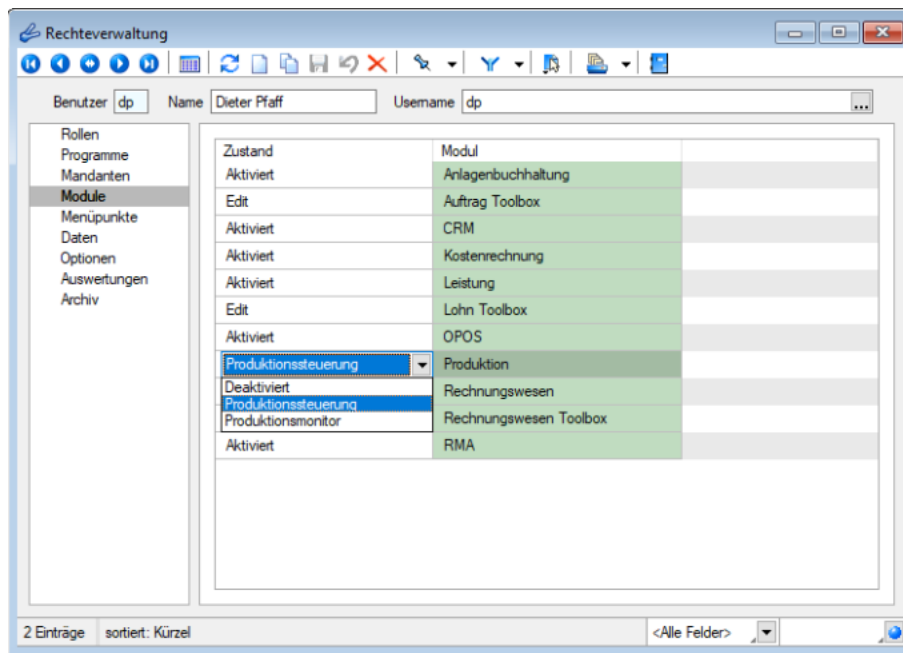 Rechteverwaltung
Benutzer dp Name Dieter Pfaff Username dp ...
Rollen
Programme
Mandanten
Module
Menüpunkte
Daten
Optionen
Auswertungen
Archiv
Zustand Modul
Aktiviert Anlagenbuchhaltung
Edit Auftrag Toolbox
Aktiviert CRM
Aktiviert Kostenrechnung
Aktiviert Leistung
Edit Lohn Toolbox
Aktiviert OPOS
Produktionssteuerung Produktion
Deaktiviert Rechnungswesen
Produktionssteuerung
Produktionsmonitor Rechnungswesen Toolbox
Aktiviert RMA
2 Einträge sortiert: Kürzel <Alle Felder>